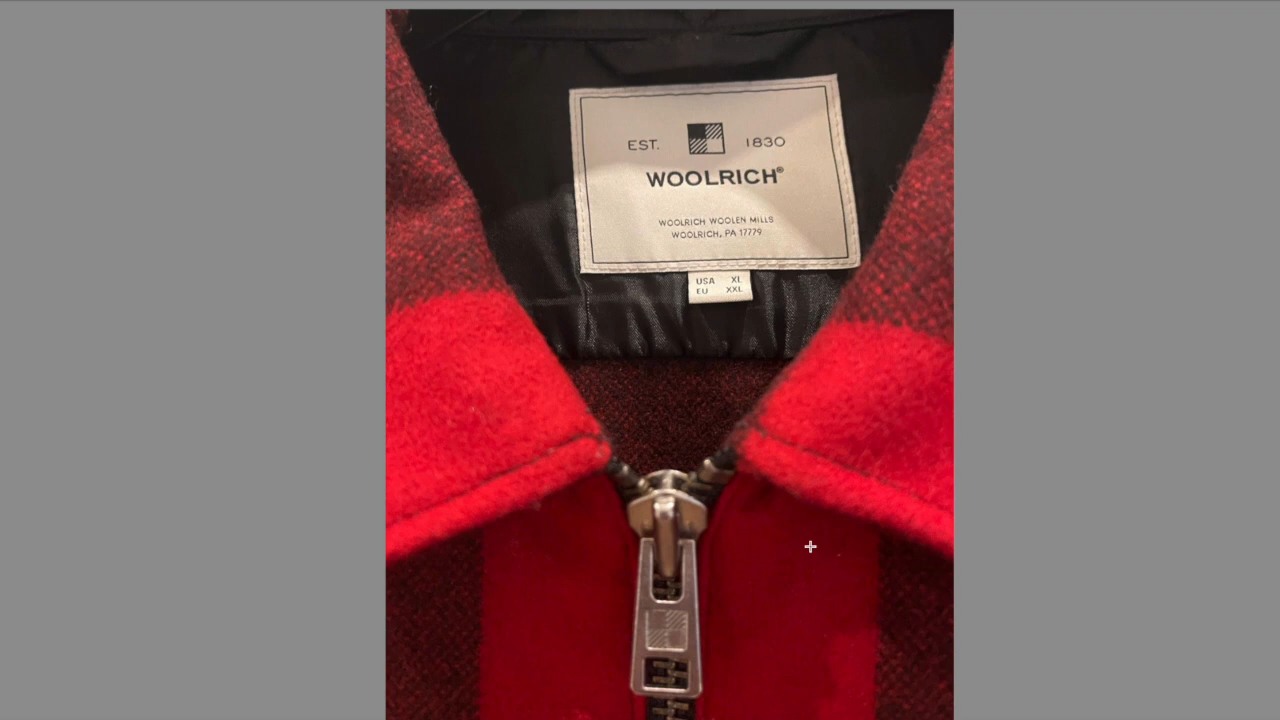 EST. 1830
WOOLRICH®
WOOLRICH WOOLEN MILLS
WOOLRICH, PA 17779
USA XL
EU XXL